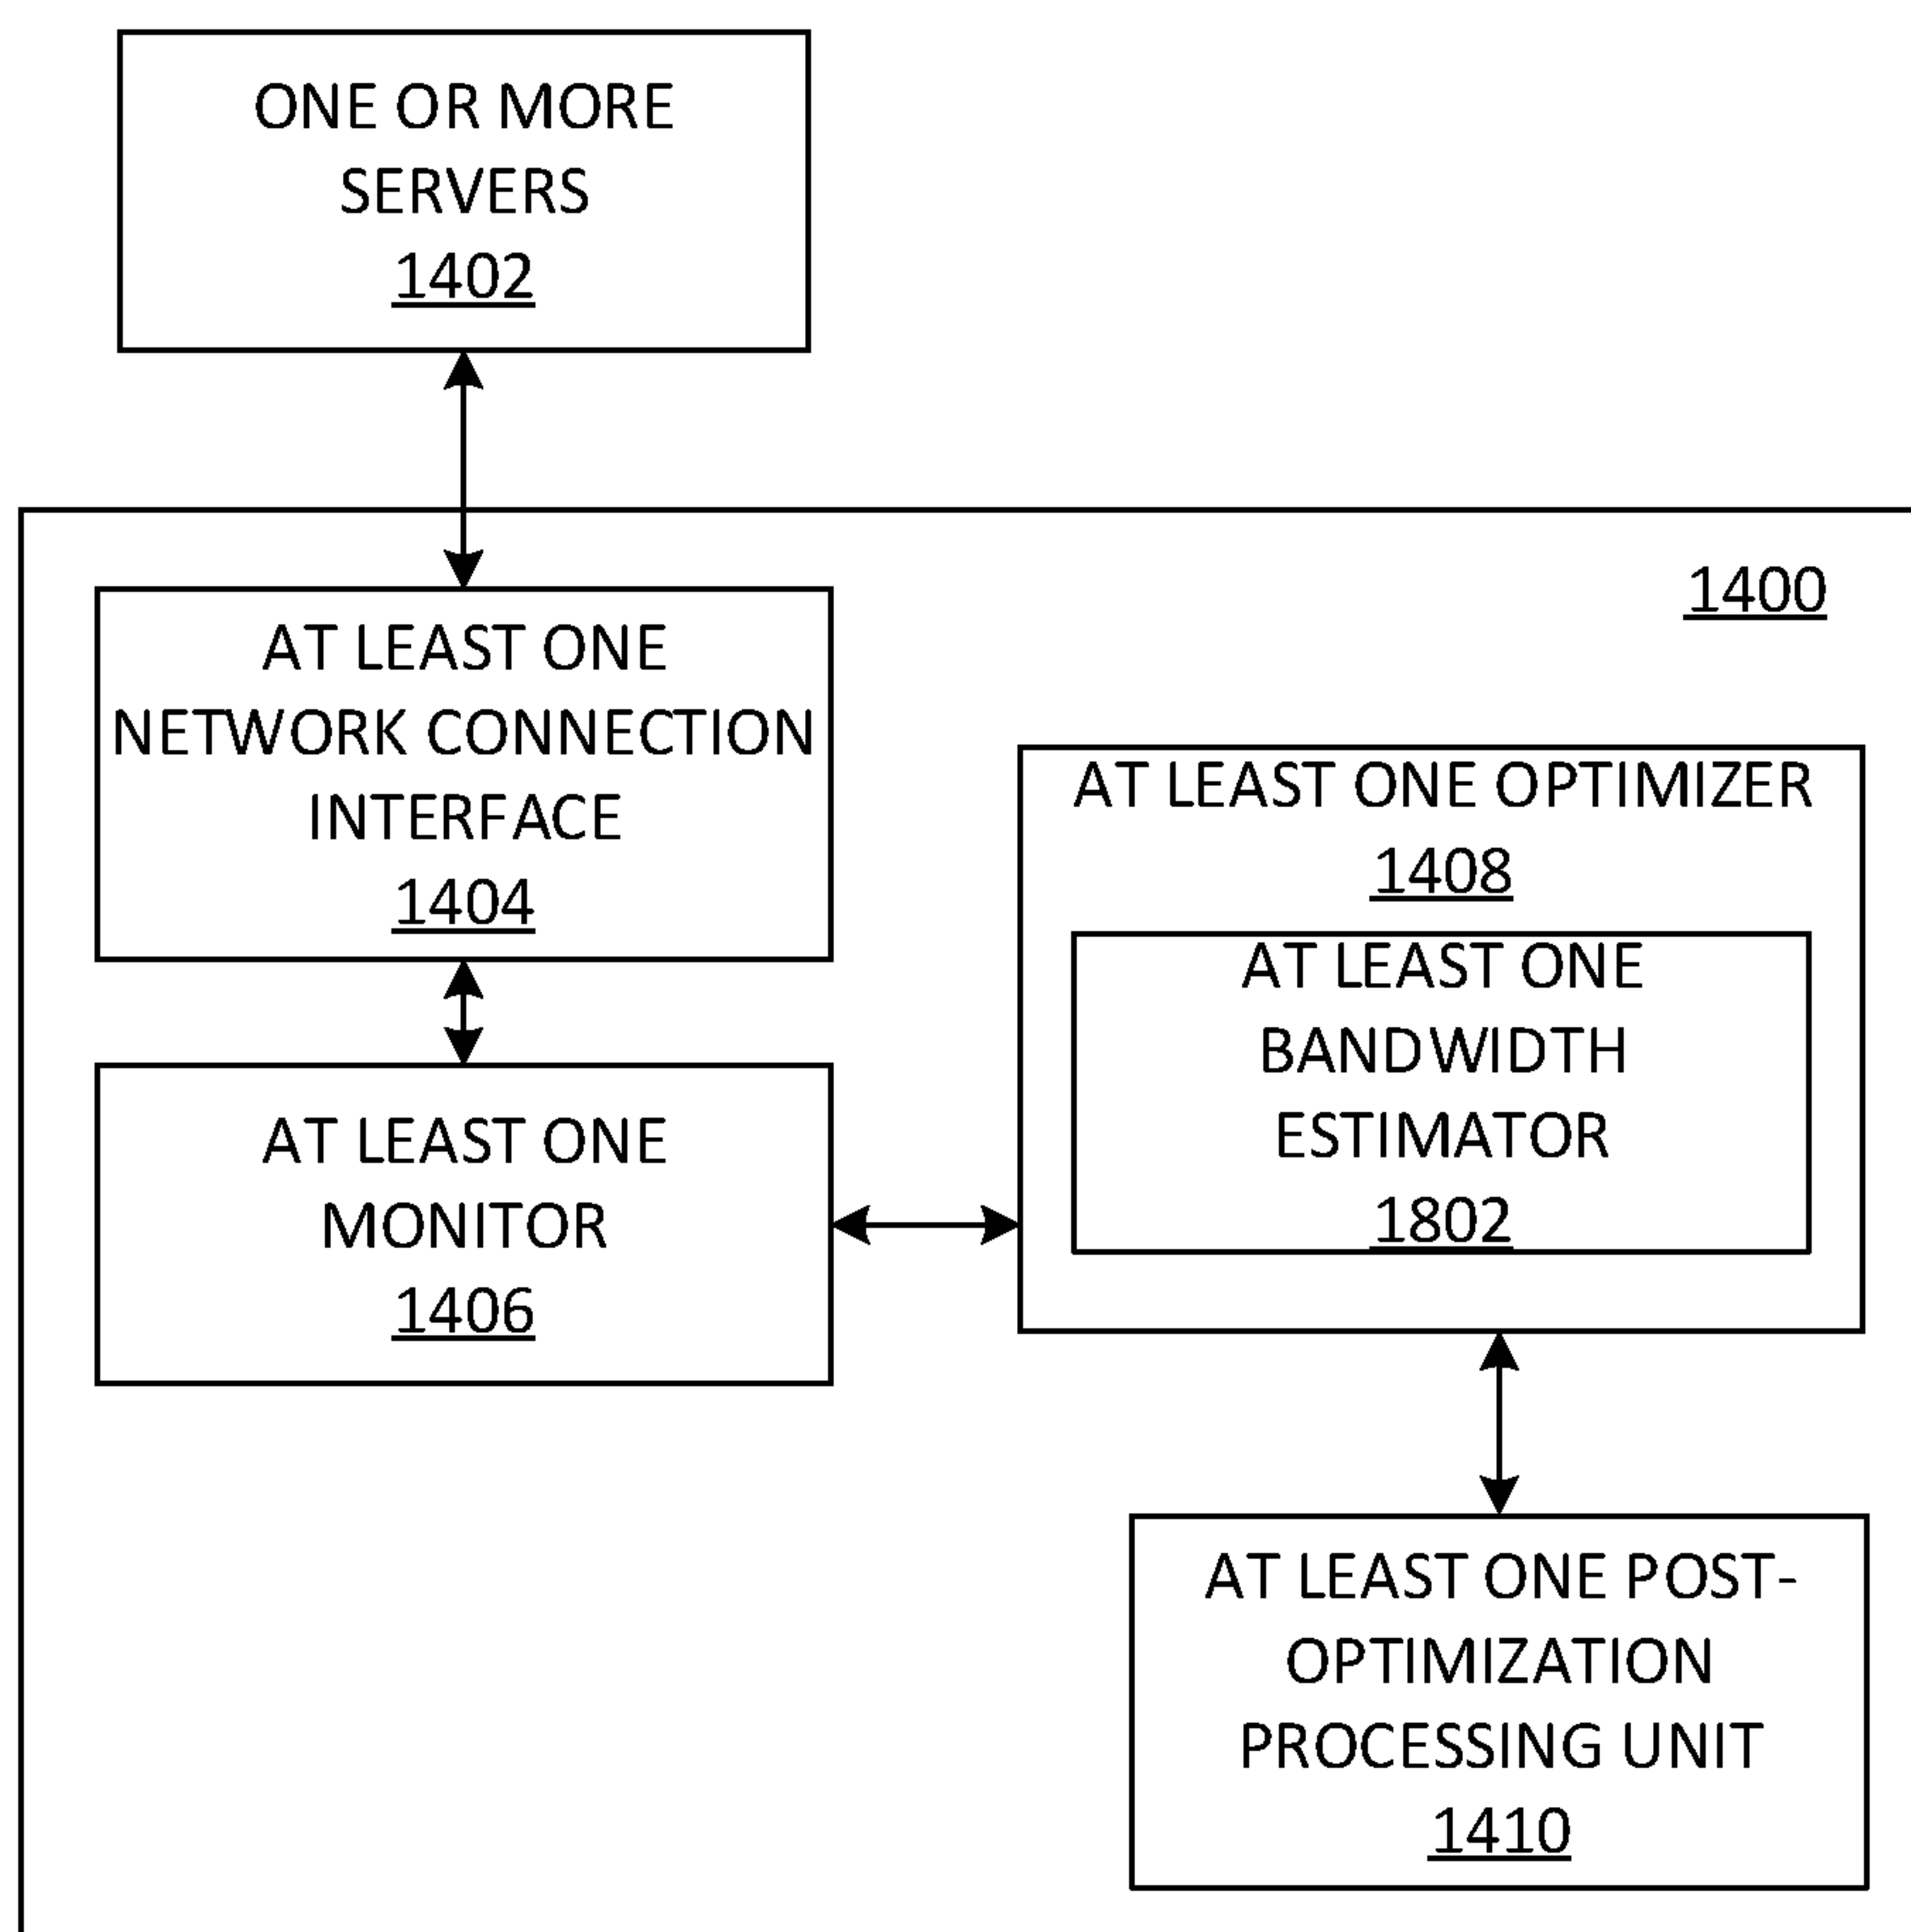 ONE OR MORE
SERVERS
1402
1400
AT LEAST ONE
NETWORK CONNECTION
INTERFACE
1404
AT LEAST ONE OPTIMIZER
1408
AT LEAST ONE
BANDWIDTH
ESTIMATOR
1802
AT LEAST ONE
MONITOR
1406
AT LEAST ONE POST-
OPTIMIZATION
PROCESSING UNIT
1410